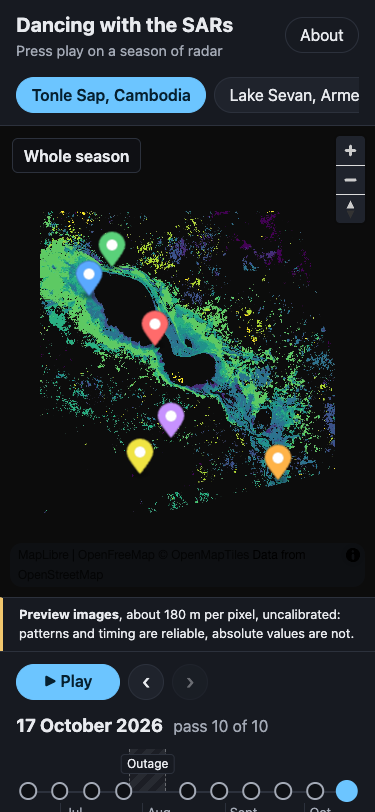 Dancing with the SARs
Press play on a season of radar
About
Tonle Sap, Cambodia
Lake Sevan, Arme
Whole season
MapLibre | OpenFreeMap © OpenMapTiles Data from
OpenStreetMap
Preview images, about 180 m per pixel, uncalibrated:
patterns and timing are reliable, absolute values are not.
Play
17 October 2026 pass 10 of 10
Outage
Jul
Aug
Sept
Oct